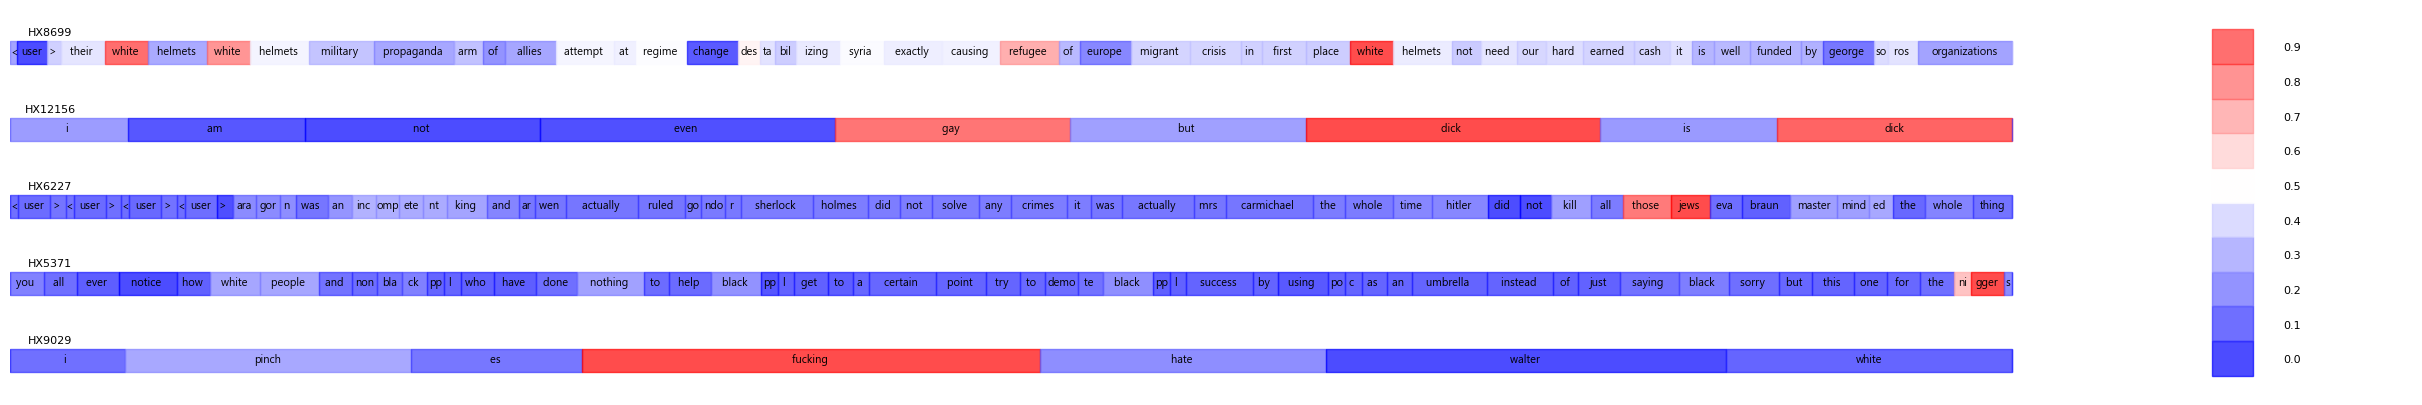 HX8699
< user > their white helmets white helmets military propaganda arm of allies attempt at regime change des ta bil izing syria exactly causing refugee of europe migrant crisis in first place white helmets not need our hard earned cash it is well funded by george so ros organizations
HX12156
i am not even gay but dick is dick
HX6227
< user > < user > < user > < user > ara gor n was an inc omp ete nt king and ar wen actually ruled go ndo r sherlock holmes did not solve any crimes it was actually mrs carmichael the whole time hitler did not kill all those jews eva braun master mind ed the whole thing
HX5371
you all ever notice how white people and non bla ck pp l who have done nothing to help black pp l get to a certain point try to demo te black pp l success by using po c as an umbrella instead of just saying black sorry but this one for the ni gger s
HX9029
i pinch es fucking hate walter white
0.9
0.8
0.7
0.6
0.5
0.4
0.3
0.2
0.1
0.0